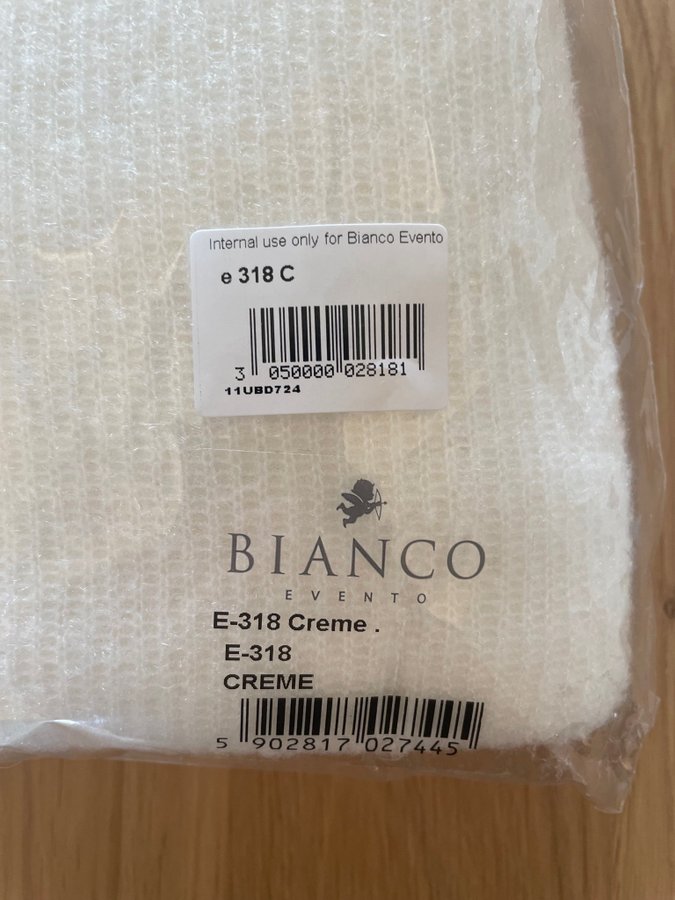 Internal use only for Bianco Evento
e 318 C
3 050000 028181
11UBD724
BIANCO
EVENTO
E-318 Creme .
E-318
CREME
5 902817 027445